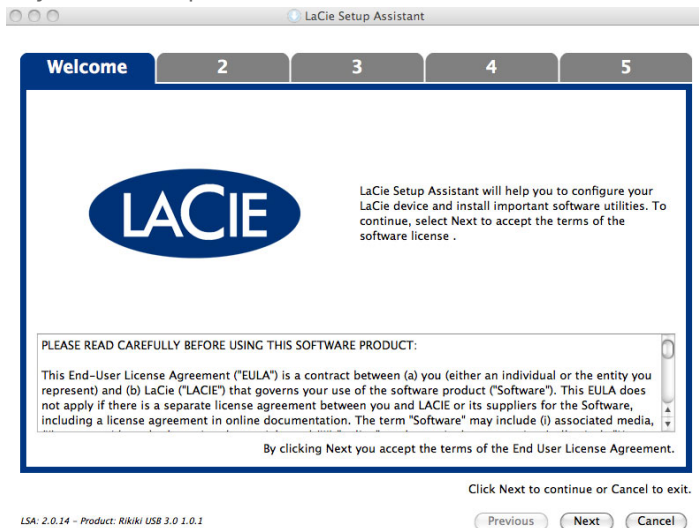 LaCie Setup Assistant
Welcome 2 3 4 5
LACIE
LaCie Setup Assistant will help you to configure your
LaCie device and install important software utilities. To
continue, select Next to accept the terms of the
software license .
PLEASE READ CAREFULLY BEFORE USING THIS SOFTWARE PRODUCT:
This End-User License Agreement ("EULA") is a contract between (a) you (either an individual or the entity you
represent) and (b) LaCie ("LACIE") that governs your use of the software product ("Software"). This EULA does
not apply if there is a separate license agreement between you and LACIE or its suppliers for the Software,
including a license agreement in online documentation. The term "Software" may include (i) associated media,
By clicking Next you accept the terms of the End User License Agreement.
Click Next to continue or Cancel to exit.
LSA: 2.0.14 – Product: Rikiki USB 3.0 1.0.1
Previous Next Cancel